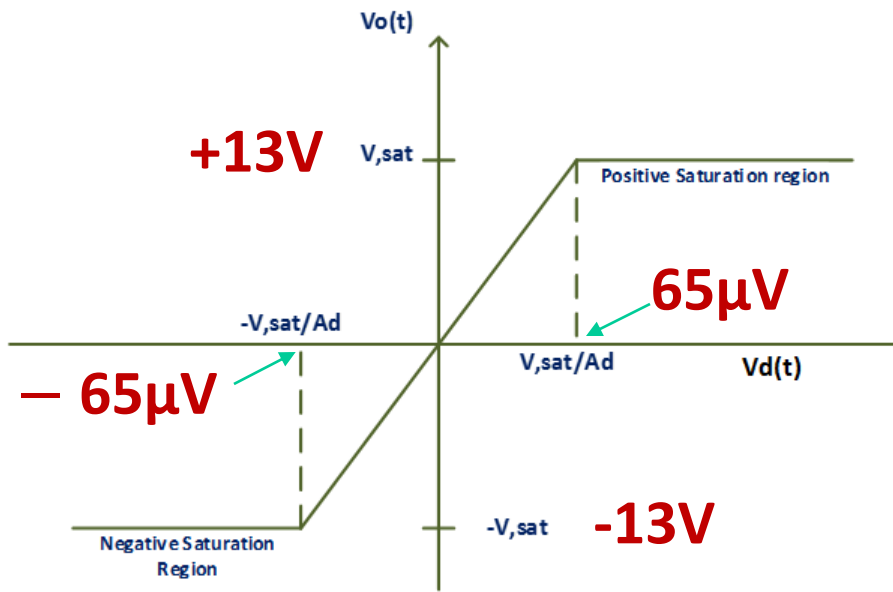 Vo(t)
+13V
V,sat
Positive Saturation region
65µV
-V,sat/Ad
V,sat/Ad
Vd(t)
– 65µV
-V,sat
-13V
Negative Saturation
Region